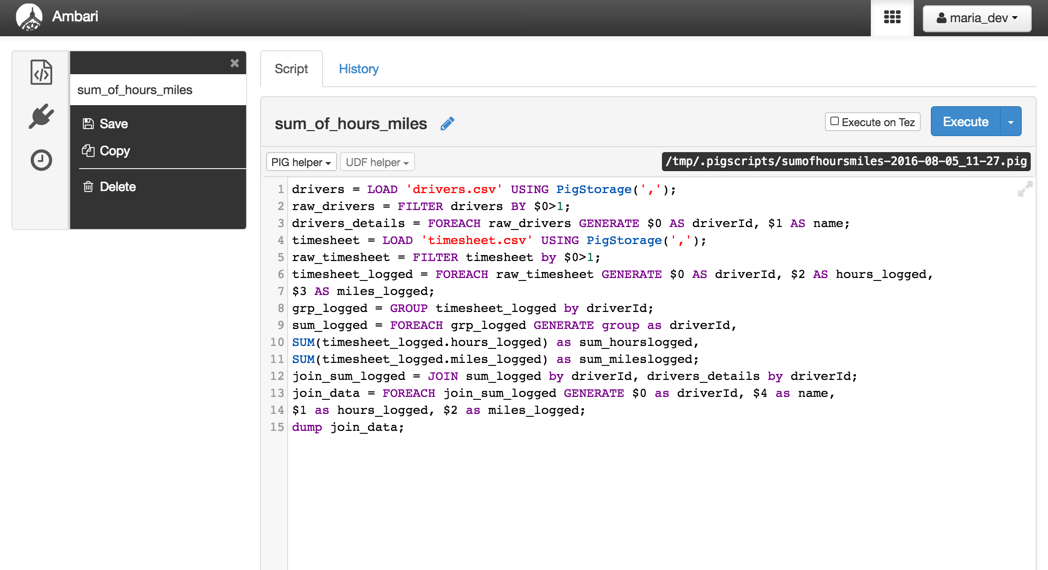 Ambari
maria_dev
sum_of_hours_miles
Save
Copy
Delete
Script History
sum_of_hours_miles
Execute on Tez
Execute
PIG helper UDF helper
/tmp/.pigscripts/sumofhoursmiles-2016-08-05_11-27.pig
1 drivers = LOAD 'drivers.csv' USING PigStorage(',');
2 raw_drivers = FILTER drivers BY $0>1;
3 drivers_details = FOREACH raw_drivers GENERATE $0 AS driverId, $1 AS name;
4 timesheet = LOAD 'timesheet.csv' USING PigStorage(',');
5 raw_timesheet = FILTER timesheet by $0>1;
6 timesheet_logged = FOREACH raw_timesheet GENERATE $0 AS driverId, $2 AS hours_logged,
7 $3 AS miles_logged;
8 grp_logged = GROUP timesheet_logged by driverId;
9 sum_logged = FOREACH grp_logged GENERATE group as driverId,
10 SUM(timesheet_logged.hours_logged) as sum_hourslogged,
11 SUM(timesheet_logged.miles_logged) as sum_mileslogged;
12 join_sum_logged = JOIN sum_logged by driverId, drivers_details by driverId;
13 join_data = FOREACH join_sum_logged GENERATE $0 as driverId, $4 as name,
14 $1 as hours_logged, $2 as miles_logged;
15 dump join_data;